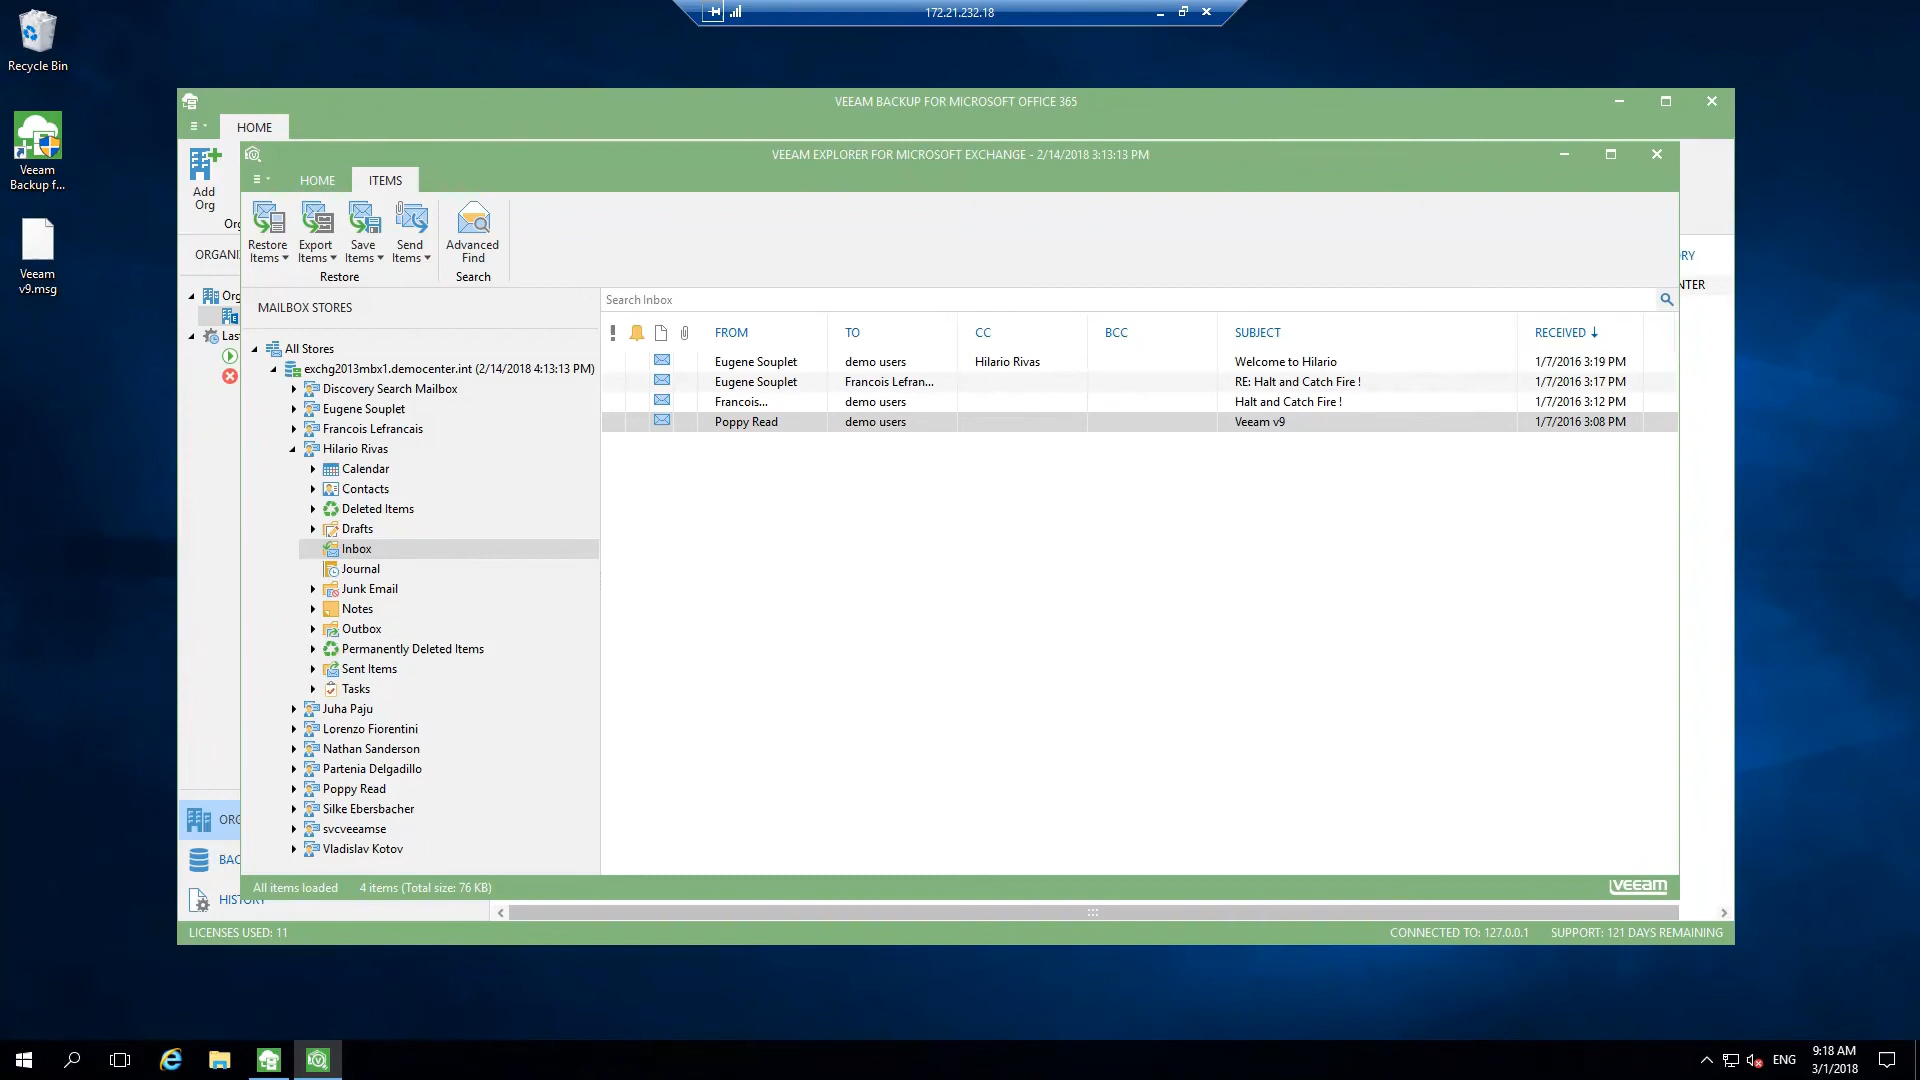 172.21.232.18
Recycle Bin
Veeam
Backup f...
Veeam
v9.msg
VEEAM BACKUP FOR MICROSOFT OFFICE 365
HOME
Add
Org
Org
VEEAM EXPLORER FOR MICROSOFT EXCHANGE - 2/14/2018 3:13:13 PM
HOME
ITEMS
Restore
Items
Export
Items
Save
Items
Send
Items
Advanced
Find
Restore
Search
ORGANI
RY
NTER
Org
Las
MAILBOX STORES
Search Inbox
FROM TO CC BCC SUBJECT RECEIVED
Eugene Souplet demo users Hilario Rivas Welcome to Hilario 1/7/2016 3:19 PM
Eugene Souplet Francois Lefran... RE: Halt and Catch Fire ! 1/7/2016 3:17 PM
Francois... demo users Halt and Catch Fire ! 1/7/2016 3:12 PM
Poppy Read demo users Veeam v9 1/7/2016 3:08 PM
All Stores
exchg2013mbx1.democenter.int (2/14/2018 4:13:13 PM)
Discovery Search Mailbox
Eugene Souplet
Francois Lefrancais
Hilario Rivas
Calendar
Contacts
Deleted Items
Drafts
Inbox
Journal
Junk Email
Notes
Outbox
Permanently Deleted Items
Sent Items
Tasks
Juha Paju
Lorenzo Fiorentini
Nathan Sanderson
Partenia Delgadillo
Poppy Read
Silke Ebersbacher
svcveeamse
Vladislav Kotov
ORG
BAC
HISTORY
All items loaded 4 items (Total size: 76 KB)
veeam
LICENSES USED: 11
CONNECTED TO: 127.0.0.1 SUPPORT: 121 DAYS REMAINING
ENG
9:18 AM
3/1/2018